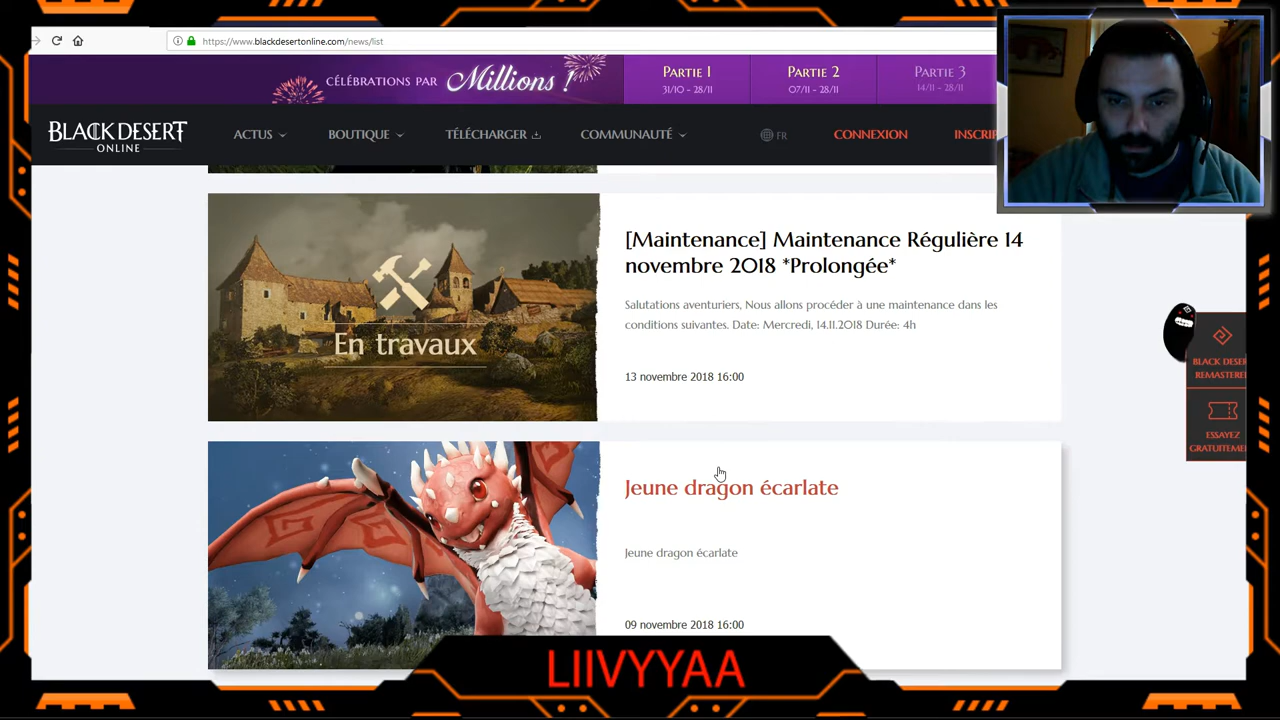 https://www.blackdesertonline.com/news/list
CÉLÉBRATIONS PAR Millions !
PARTIE 1
31/10 - 28/11
PARTIE 2
07/11 - 28/11
PARTIE 3
14/11 - 28/11
BLACK DESERT
ONLINE
ACTUS
BOUTIQUE
TÉLÉCHARGER
COMMUNAUTÉ
FR
CONNEXION
INSCRIP
En travaux
[Maintenance] Maintenance Régulière 14
novembre 2018 *Prolongée*
Salutations aventuriers, Nous allons procéder à une maintenance dans les
conditions suivantes. Date: Mercredi, 14.11.2018 Durée: 4h
13 novembre 2018 16:00
BLACK DESER
REMASTERE
ESSAYEZ
GRATUITEME
Jeune dragon écarlate
Jeune dragon écarlate
09 novembre 2018 16:00
LIIVYYAA